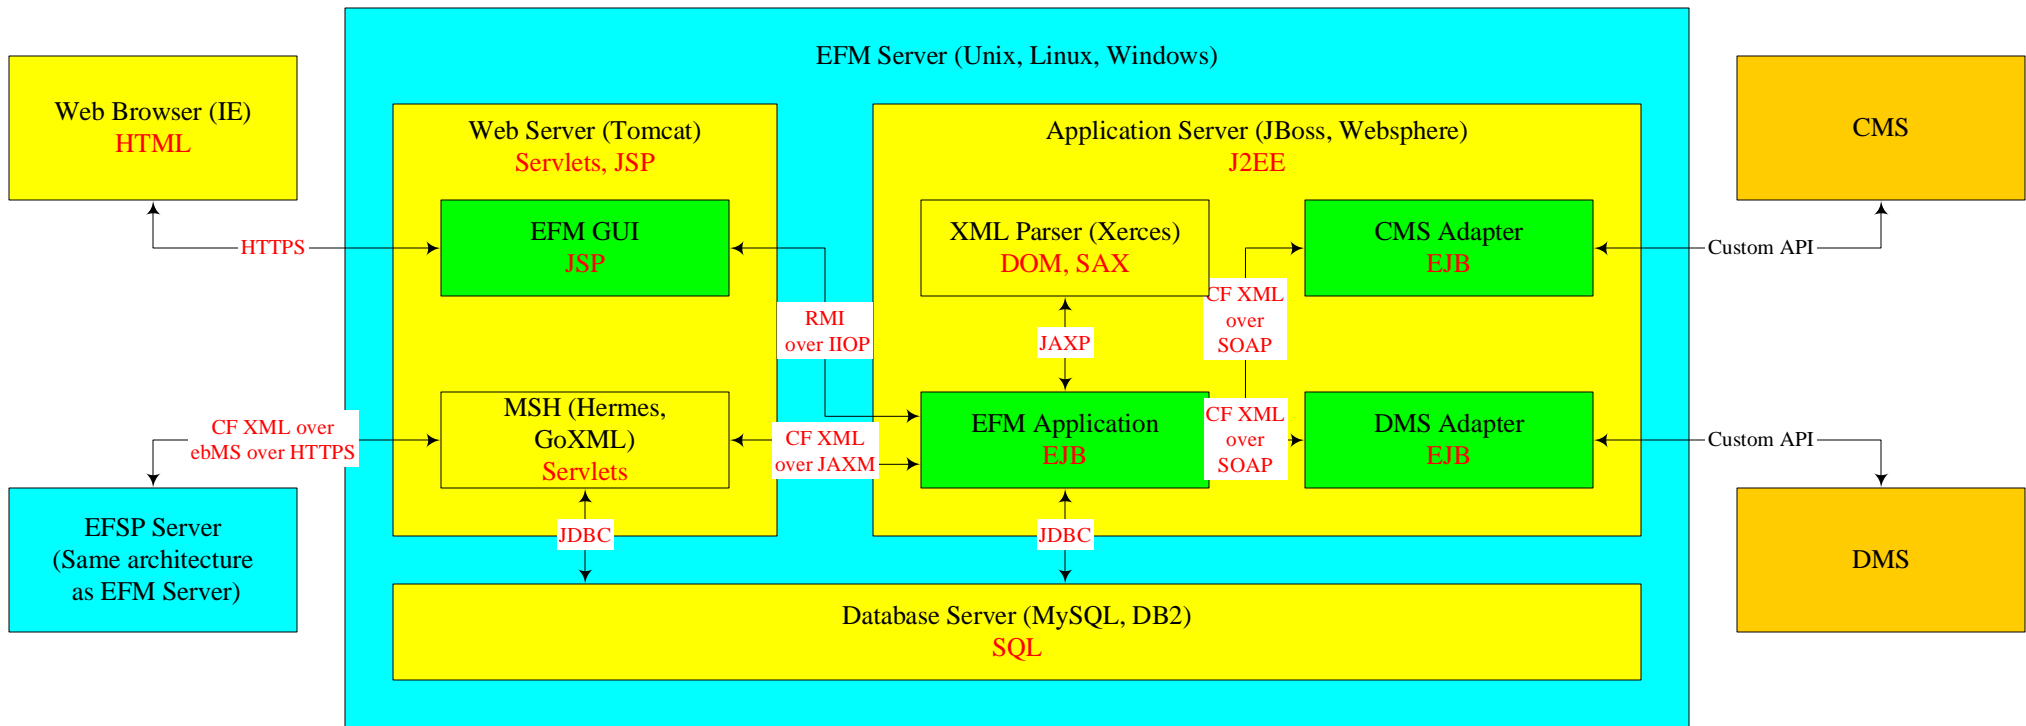 EFM Server (Unix, Linux, Windows)
Web Browser (IE)
HTML
Web Server (Tomcat)
Servlets, JSP
Application Server (JBoss, Websphere)
J2EE
CMS
EFM GUI
JSP
XML Parser (Xerces)
DOM, SAX
CMS Adapter
EJB
HTTPS
Custom API
RMI
over IIOP
JAXP
CF XML
over
SOAP
MSH (Hermes,
GoXML)
Servlets
EFM Application
EJB
CF XML
over
SOAP
DMS Adapter
EJB
CF XML over
ebMS over HTTPS
CF XML
over JAXM
Custom API
EFSP Server
(Same architecture
as EFM Server)
JDBC
JDBC
DMS
Database Server (MySQL, DB2)
SQL